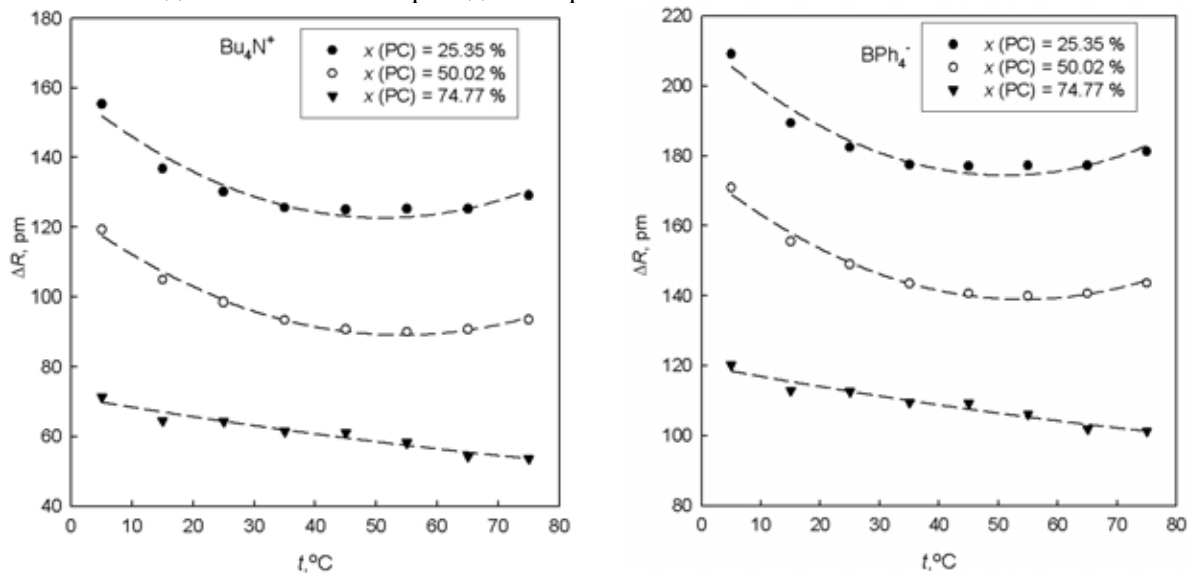 Bu4N+
x (PC) = 25.35 %
x (PC) = 50.02 %
x (PC) = 74.77 %
ΔR, pm
180
160
140
120
100
80
60
40
0 10 20 30 40 50 60 70 80
t,ºC
BPh4-
x (PC) = 25.35 %
x (PC) = 50.02 %
x (PC) = 74.77 %
ΔR, pm
220
200
180
160
140
120
100
80
0 10 20 30 40 50 60 70 80
t,ºC